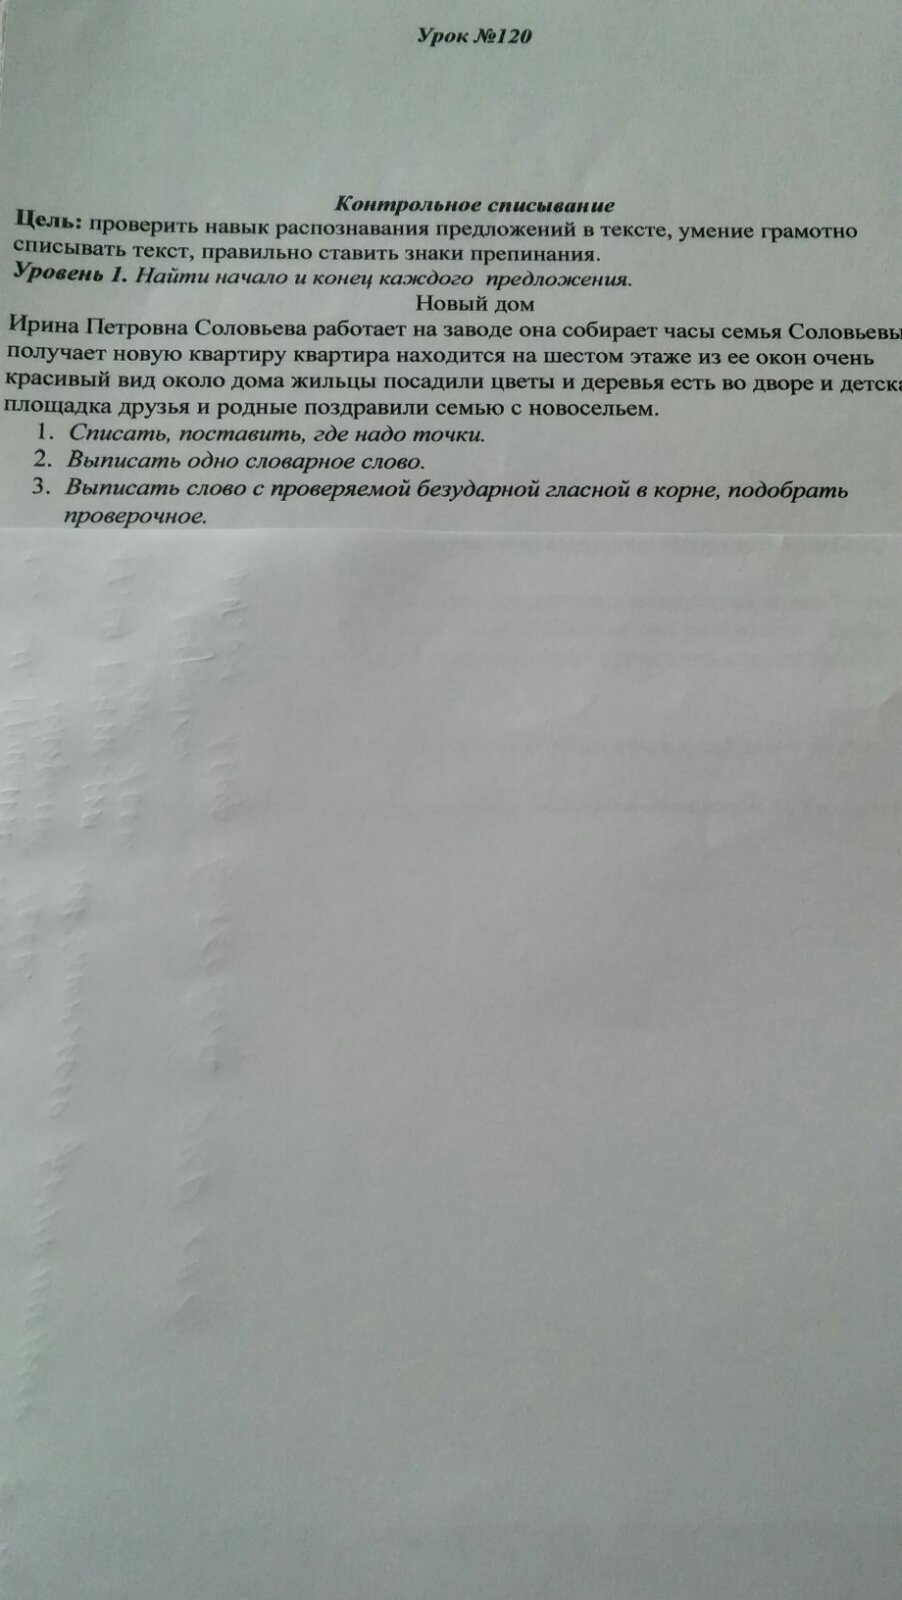 Урок №120
Контрольное списывание
Цель: проверить навык распознавания предложений в тексте, умение грамотно
списывать текст, правильно ставить знаки препинания.
Уровень 1. Найти начало и конец каждого предложения.
Новый дом
Ирина Петровна Соловьева работает на заводе она собирает часы семья Соловьевы
получает новую квартиру квартира находится на шестом этаже из ее окон очень
красивый вид около дома жильцы посадили цветы и деревья есть во дворе и детска
площадка друзья и родные поздравили семью с новосельем.
1. Списать, поставить, где надо точки.
2. Выписать одно словарное слово.
3. Выписать слово с проверяемой безударной гласной в корне, подобрать
проверочное.